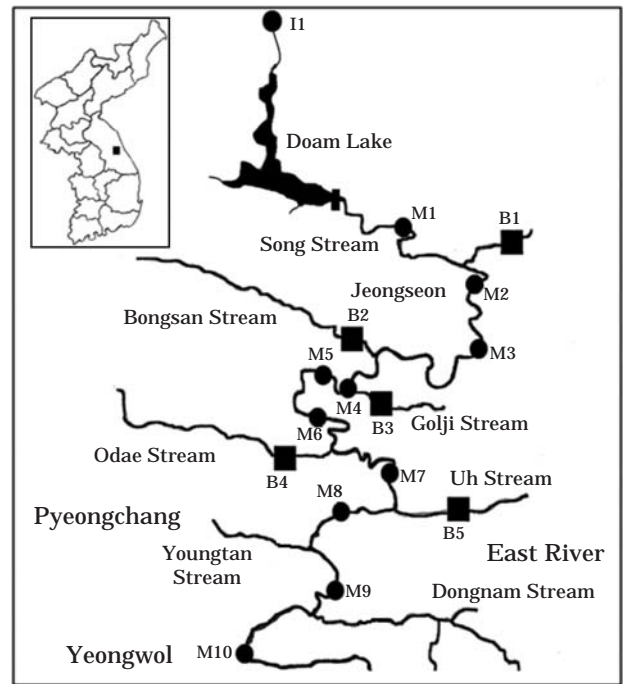 I1
Doam Lake
M1
B1
Song Stream
Jeongseon
M2
Bongsan Stream
B2
M3
M5
M4
B3
Golji Stream
M6
Odae Stream
B4
M7
Uh Stream
M8
Pyeongchang
B5
East River
Youngtan
Stream
M9
Dongnam Stream
Yeongwol
M10